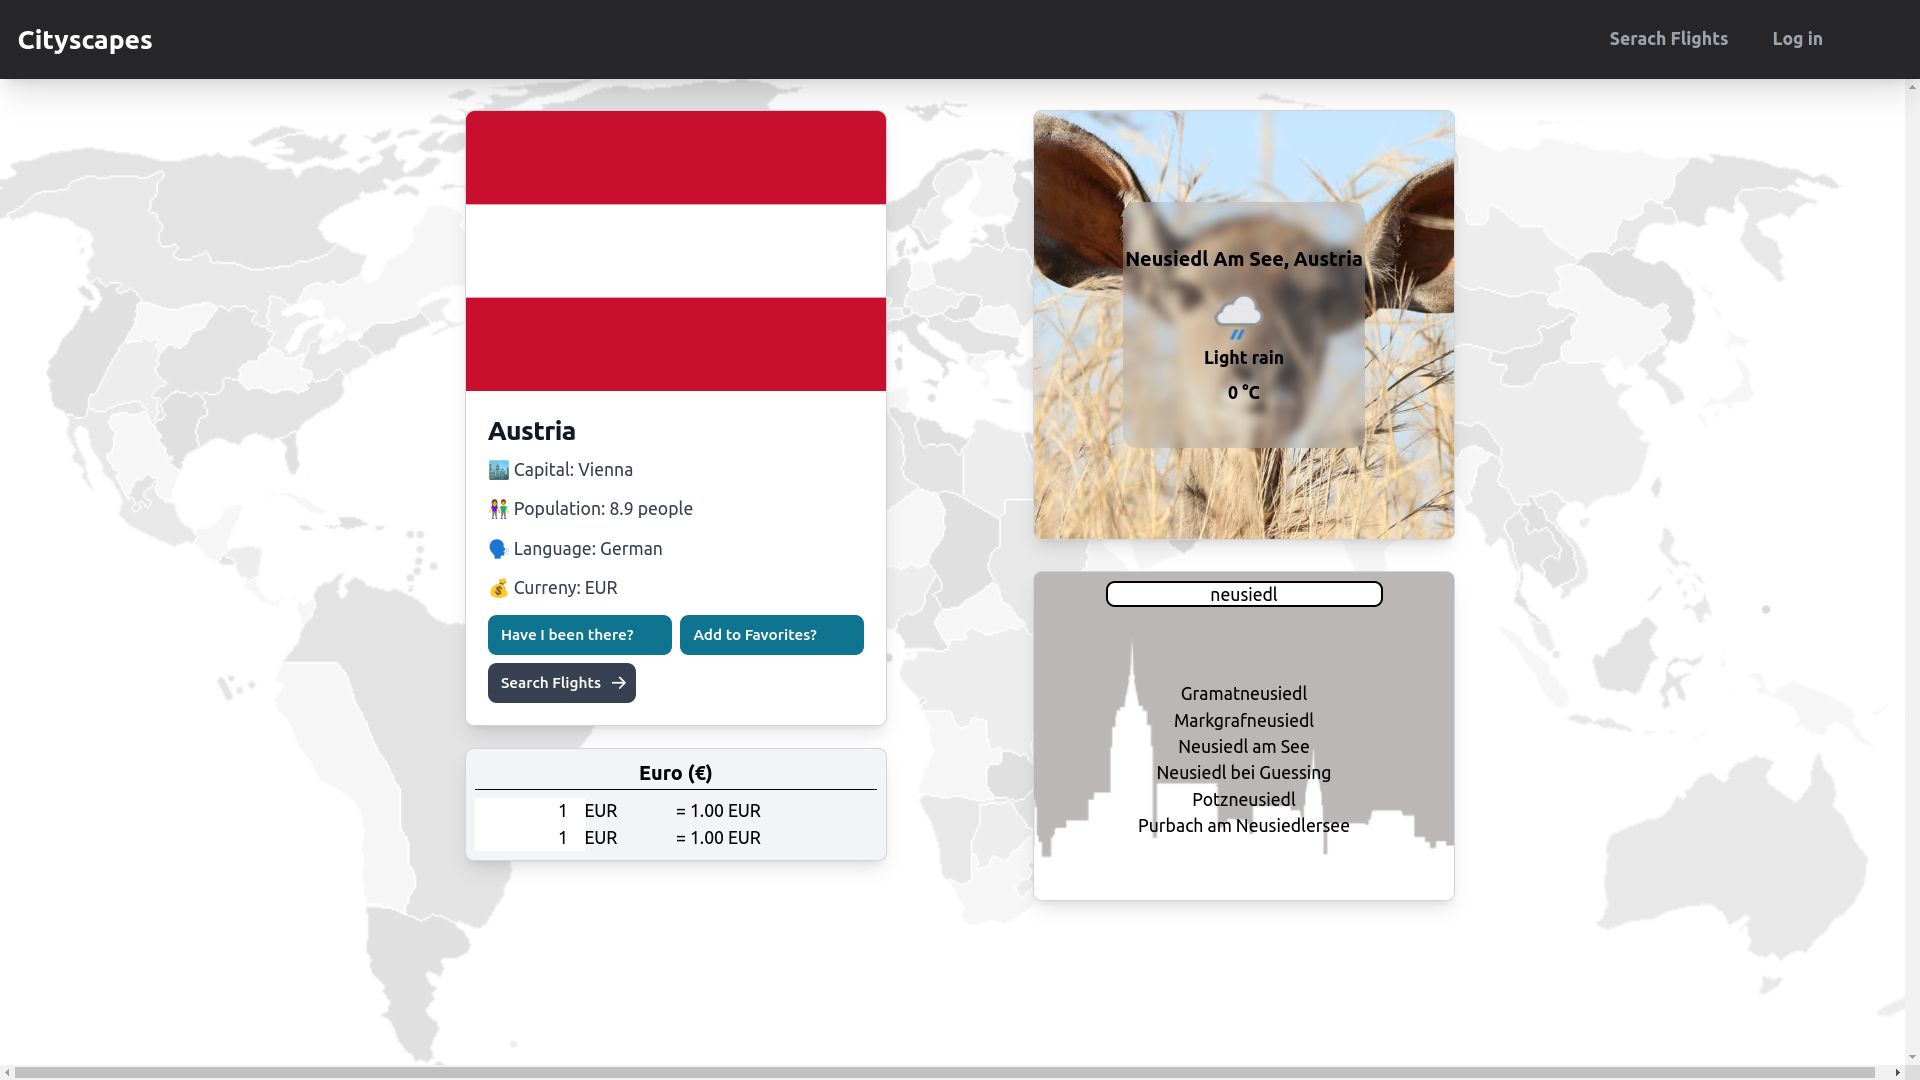 Cityscapes
Serach Flights
Log in
Austria
🏙️ Capital: Vienna
👫 Population: 8.9 people
🗣️ Language: German
💰 Curreny: EUR
Have I been there?
Add to Favorites?
Search Flights →
Euro (€)
1 EUR = 1.00 EUR
1 EUR = 1.00 EUR
Neusiedl Am See, Austria
Light rain
0 °C
neusiedl
Gramatneusiedl
Markgrafneusiedl
Neusiedl am See
Neusiedl bei Guessing
Potzneusiedl
Purbach am Neusiedlersee